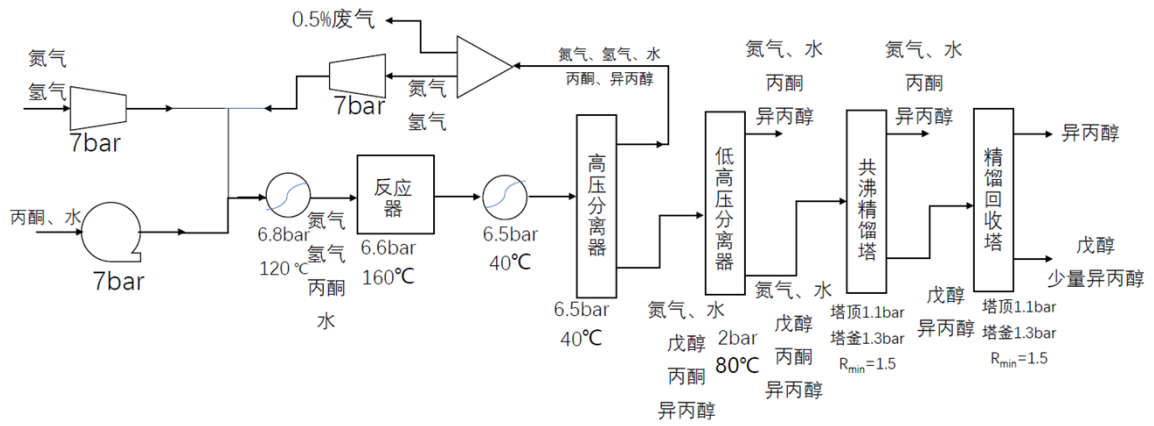 0.5%废气
氮气
氢气
7bar
7bar
氮气
氢气
氮气、氢气、水
丙酮、异丙醇
丙酮、水
7bar
6.8bar
120 ℃
氮气
氢气
丙酮
水
反应
器
6.6bar
160℃
6.5bar
40℃
高压分离器
6.5bar
40℃
氮气、水
戊醇
丙酮
异丙醇
低高压分离器
2bar
80℃
氮气、水
丙酮
异丙醇
氮气、水
戊醇
丙酮
异丙醇
共沸精馏塔
塔顶1.1bar
塔釜1.3bar
Rmin=1.5
氮气、水
丙酮
异丙醇
戊醇
异丙醇
精馏回收塔
塔顶1.1bar
塔釜1.3bar
Rmin=1.5
异丙醇
戊醇
少量异丙醇